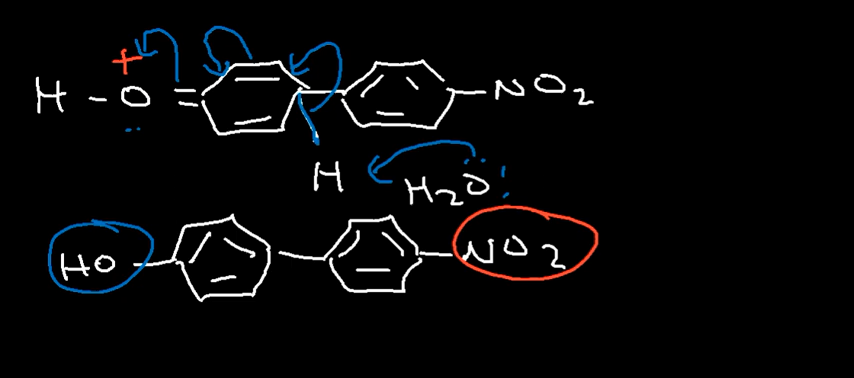 +
H - O = NO2
H H2O
HO NO2